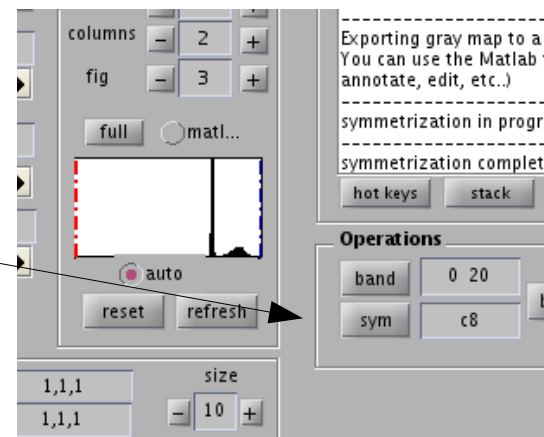 columns - 2 +
fig - 3 +
full matl...
auto
reset refresh
Exporting gray map to a
You can use the Matlab
annotate, edit, etc..)
symmetrization in progr
symmetrization complet
hot keys stack
Operations
band 0 20
sym c8
1,1,1
1,1,1
size
- 10 +